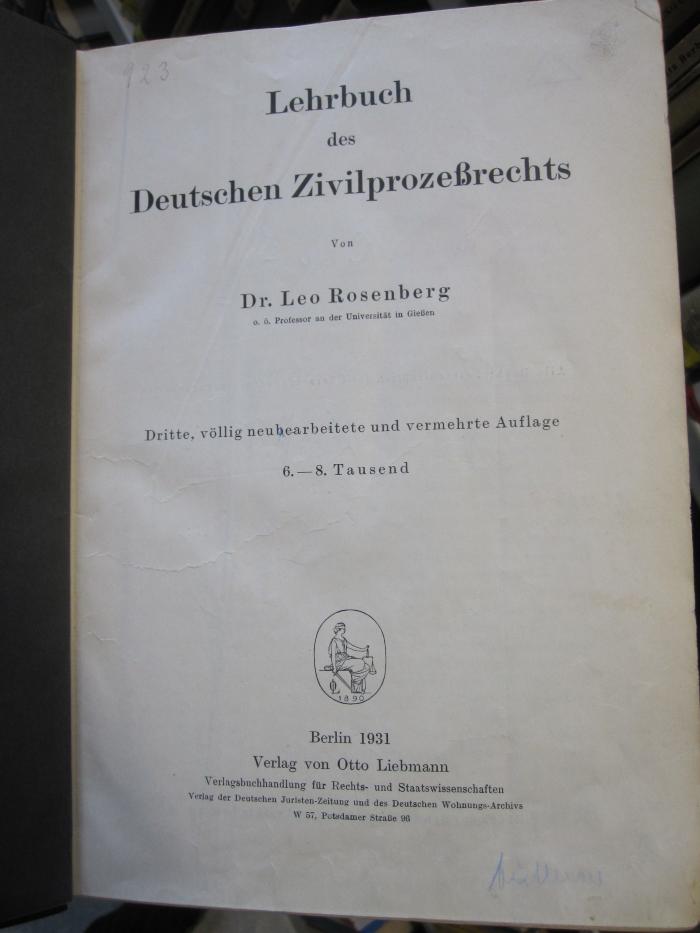 923
Lehrbuch
des
Deutschen Zivilprozeßrechts
Von
Dr. Leo Rosenberg
o. ö. Professor an der Universität in Gießen
Dritte, völlig neubearbeitete und vermehrte Auflage
6.—8. Tausend
OL
1890
Berlin 1931
Verlag von Otto Liebmann
Verlagsbuchhandlung für Rechts- und Staatswissenschaften
Verlag der Deutschen Juristen-Zeitung und des Deutschen Wohnungs-Archivs
W 57, Potsdamer Straße 96